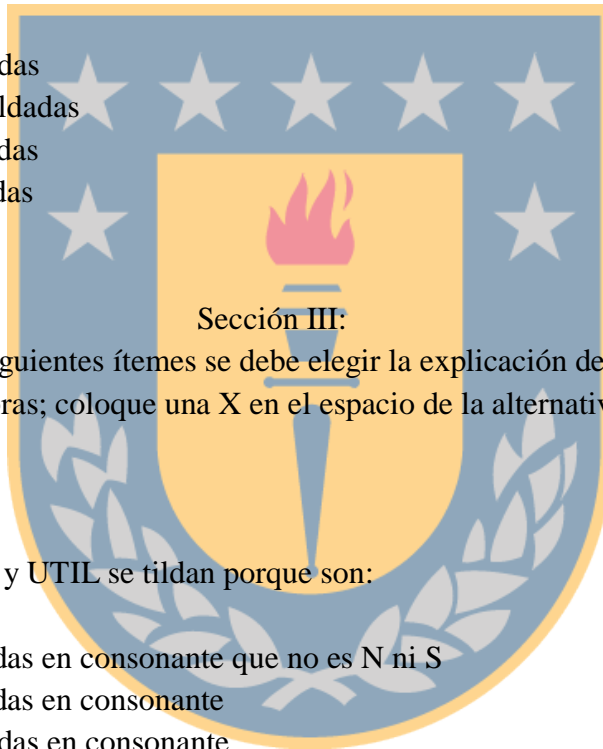 das
ldadas
das
das
Sección III:
guientes ítemes se debe elegir la explicación de
ras; coloque una X en el espacio de la alternativ
y UTIL se tildan porque son:
das en consonante que no es N ni S
das en consonante
das en consonante